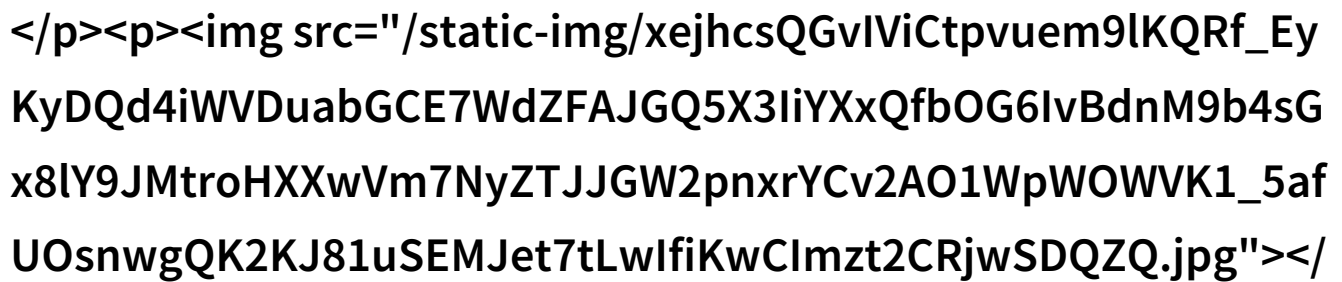 </p><p><img src="/static-img/xejhcsQGvIViCtpvuem9lKQRf_Ey
KyDQd4iWVDuabGCE7WdZFAJGQ5X3IiYXxQfbOG6IvBdnM9b4sG
x8lY9JMtroHXXwVm7NyZTJJGW2pnxrYCv2AO1WpWOWVK1_5af
UOsnwgQK2KJ81uSEMJet7tLwIfiKwCImzt2CRjwSDQZQ.jpg"></